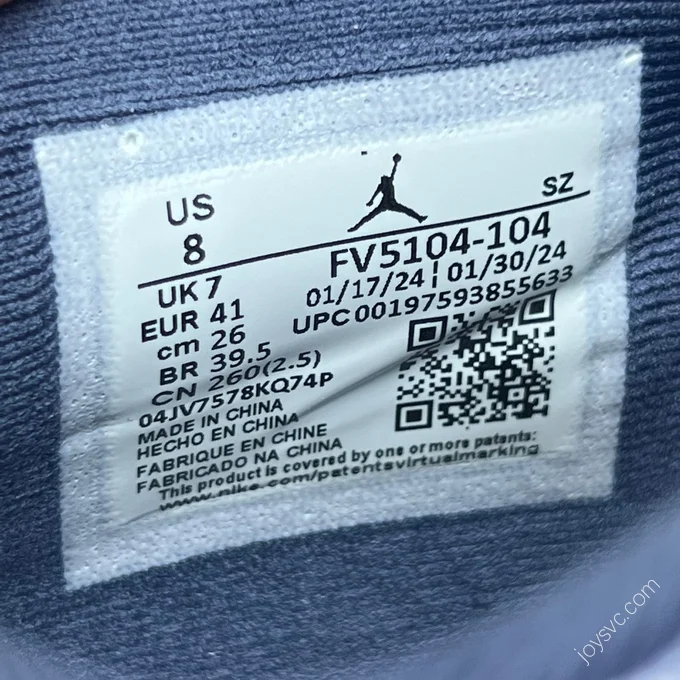 US SZ
8 FV5104-104
UK 7 01/17/24 | 01/30/24
EUR 41 UPC00197593855633
cm 26
BR 39.5
CN 260(2.5)
04JV7578KQ74P
MADE IN CHINA
HECHO EN CHINA
FABRIQUE EN CHINE
FABRICADO NA CHINA
This product is covered by one or more patents:
www.nike.com/patentsvirtualmarking
joysvc.com